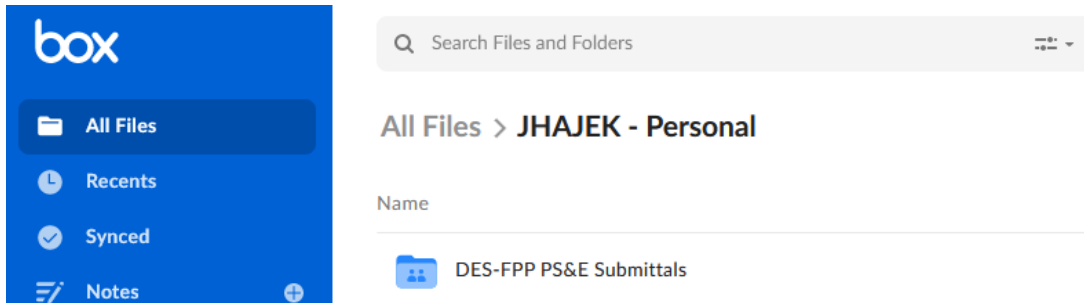 box
Search Files and Folders
All Files
All Files > JHAJEK - Personal
Recents
Name
Synced
DES-FPP PS&E Submittals
Notes